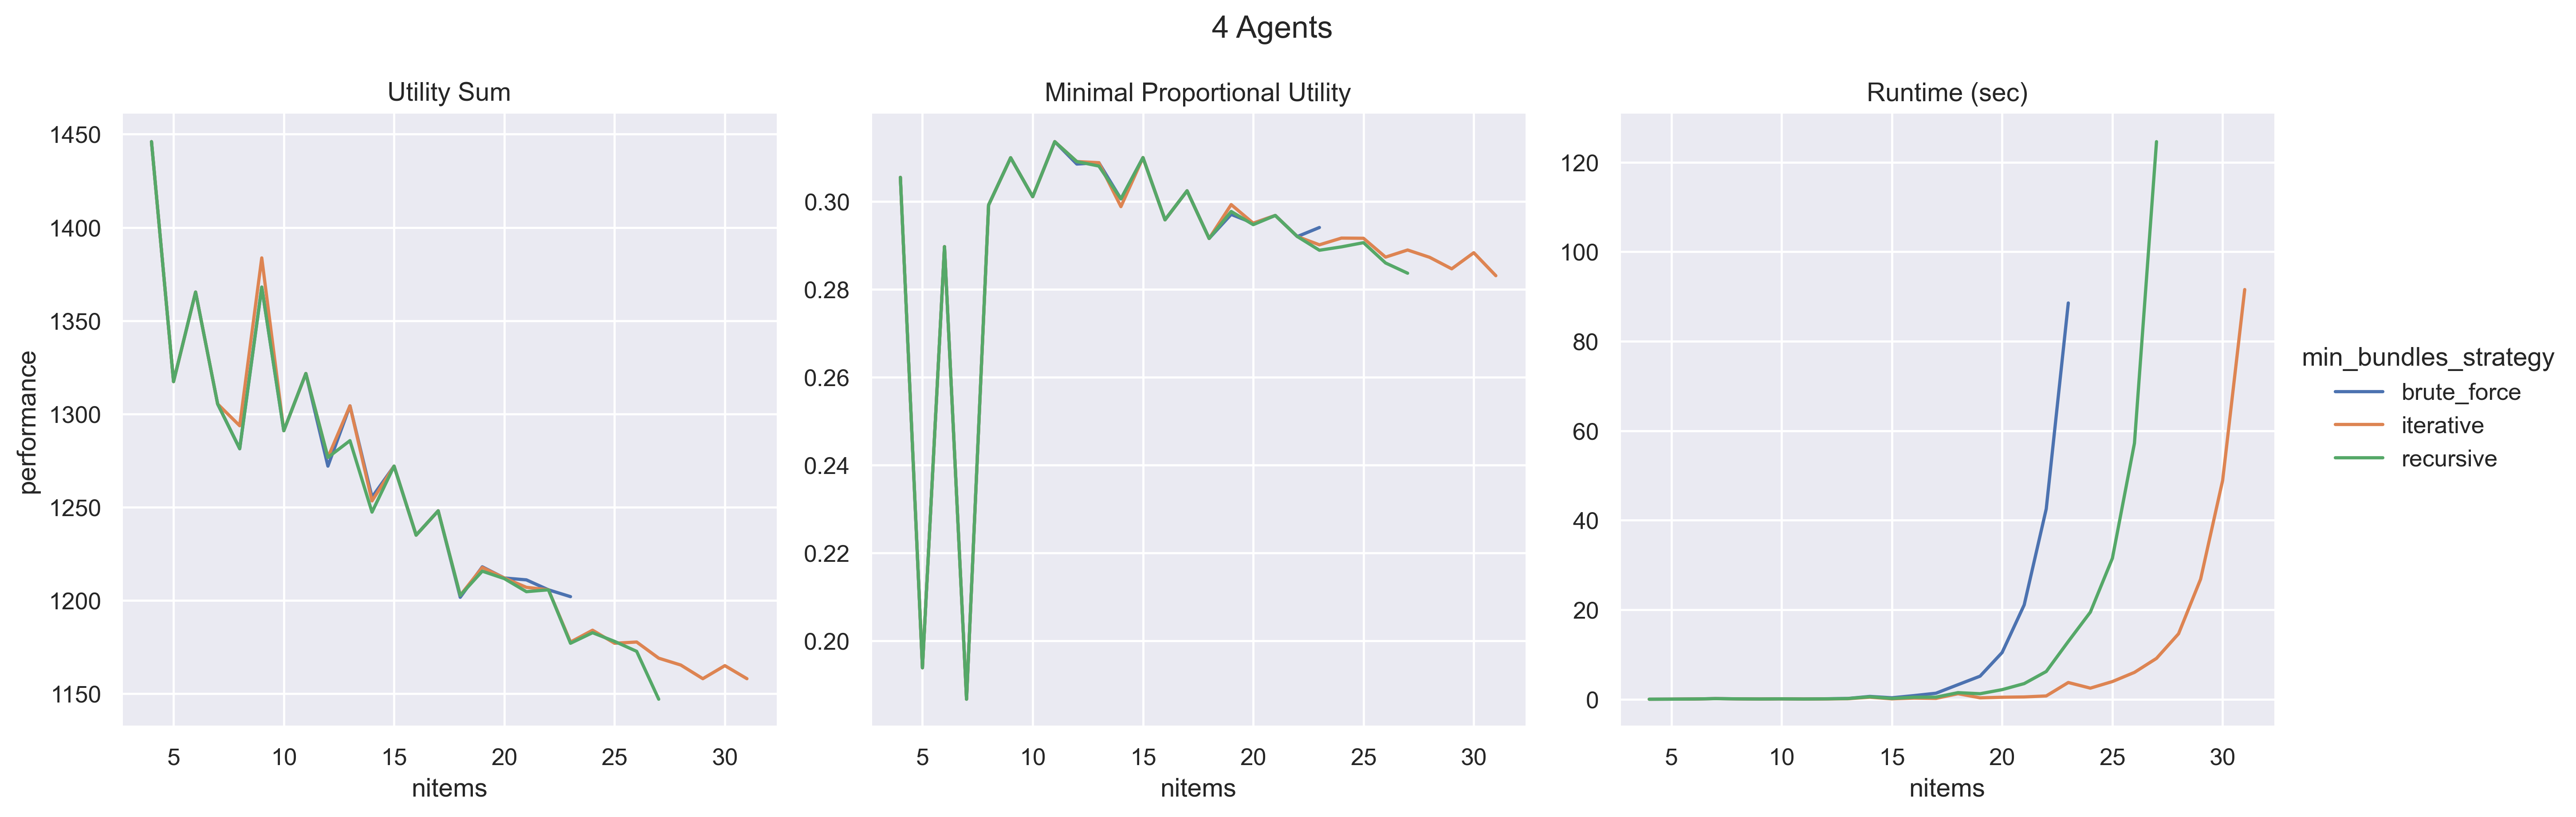 4 Agents
Utility Sum
Minimal Proportional Utility
Runtime (sec)
performance
1450
1400
1350
1300
1250
1200
1150
5 10 15 20 25 30
nitems
0.30
0.28
0.26
0.24
0.22
0.20
5 10 15 20 25 30
nitems
120
100
80
60
40
20
0
5 10 15 20 25 30
nitems
min_bundles_strategy
brute_force
iterative
recursive